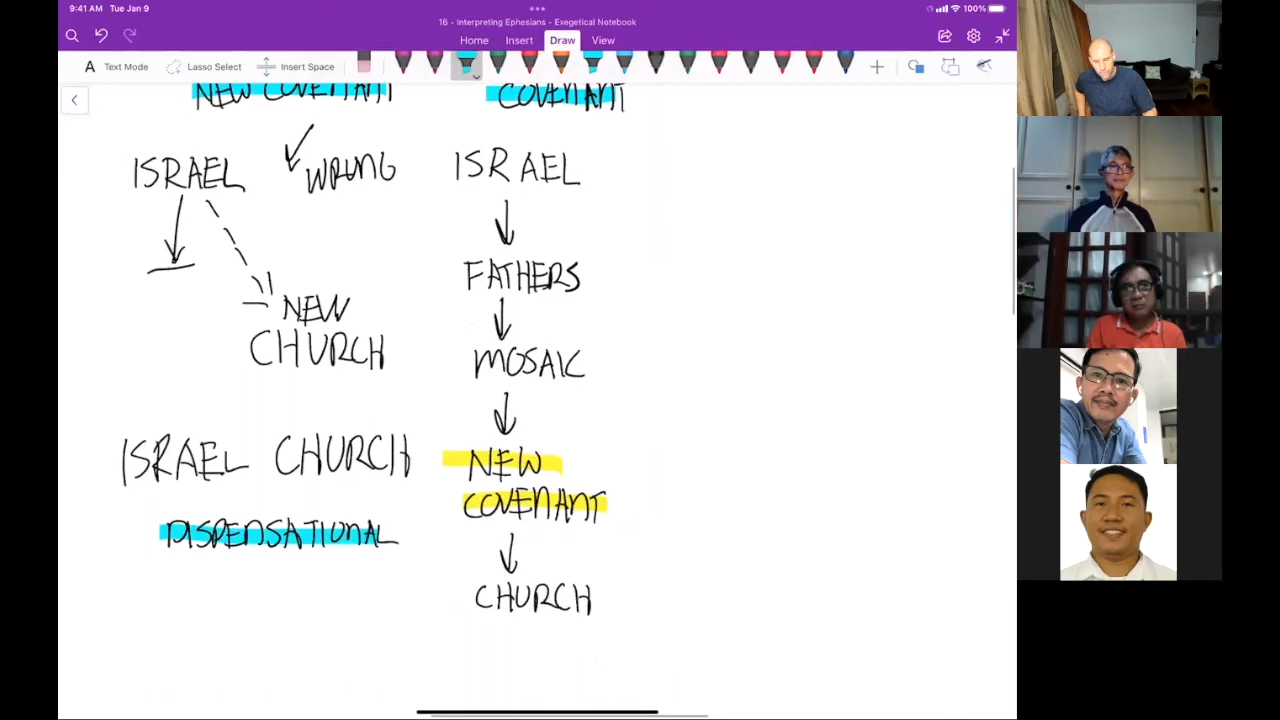 9:41 AM Tue Jan 9
100%
16 - Interpreting Ephesians - Exegetical Notebook
Home Insert Draw View
A Text Mode Lasso Select Insert Space
NEW COVENANT
COVENANT
ISRAEL
WRONG
NEW
CHURCH
ISRAEL CHURCH
DISPENSATIONAL
ISRAEL
FATHERS
MOSAIC
NEW
COVENANT
CHURCH